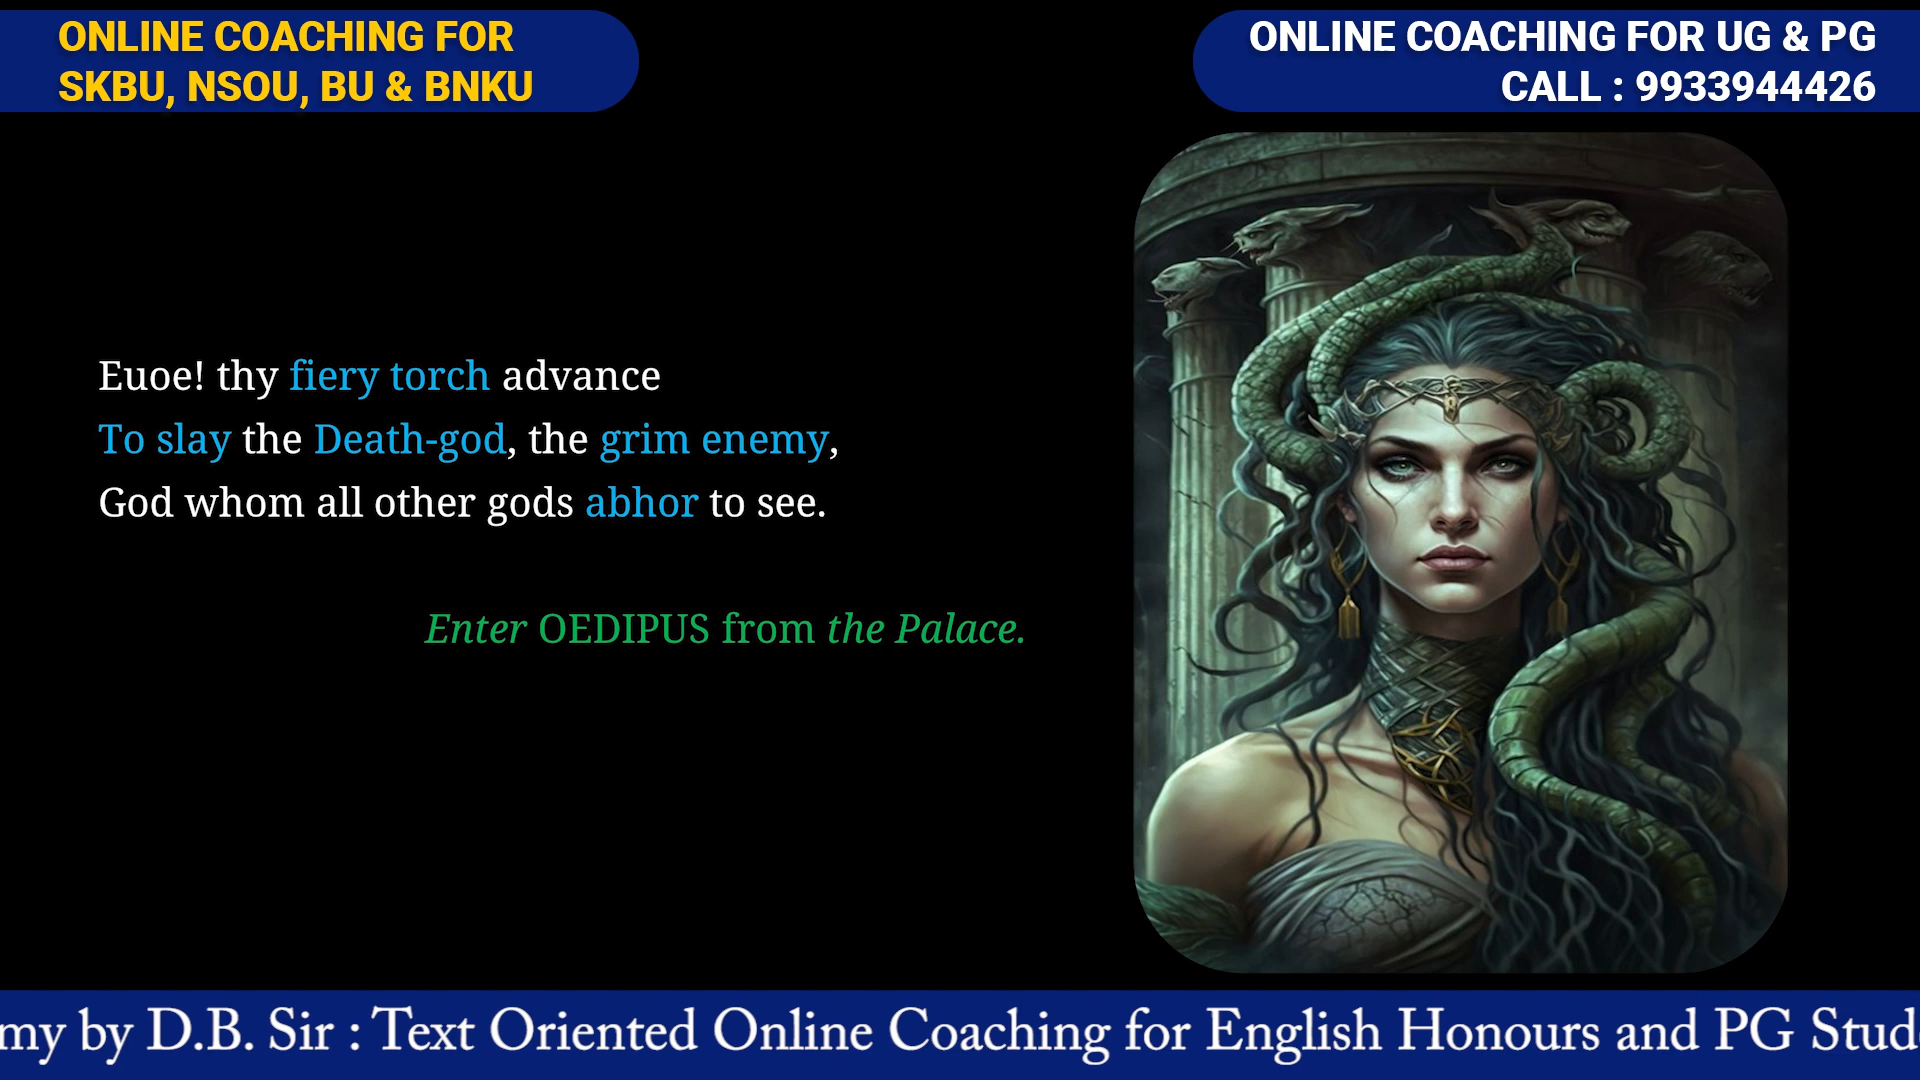 ONLINE COACHING FOR
SKBU, NSOU, BU & BNKU
ONLINE COACHING FOR UG & PG
CALL : 9933944426
Euoe! thy fiery torch advance
To slay the Death-god, the grim enemy,
God whom all other gods abhor to see.
Enter OEDIPUS from the Palace.
my by D.B. Sir : Text Oriented Online Coaching for English Honours and PG Stud